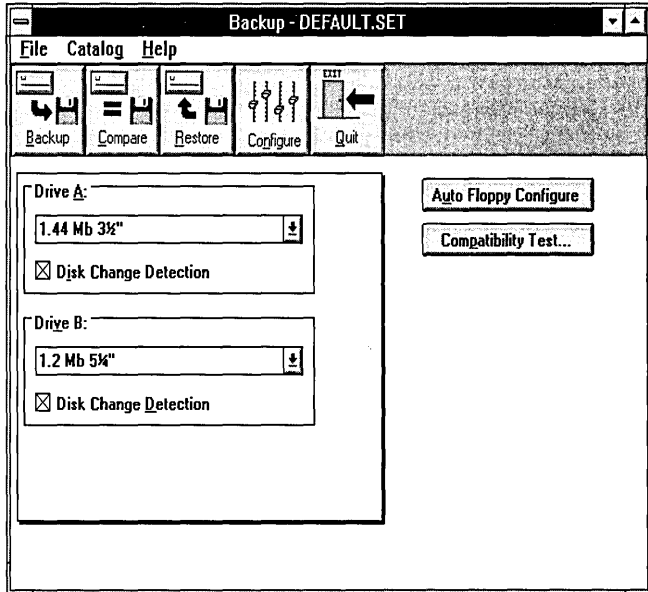 Backup - DEFAULT.SET
File Catalog Help
EXIT
Backup Compare Restore Configure Quit
Drive A:
1.44 Mb 3½"
Disk Change Detection
Drive B:
1.2 Mb 5¼"
Disk Change Detection
Auto Floppy Configure
Compatibility Test...